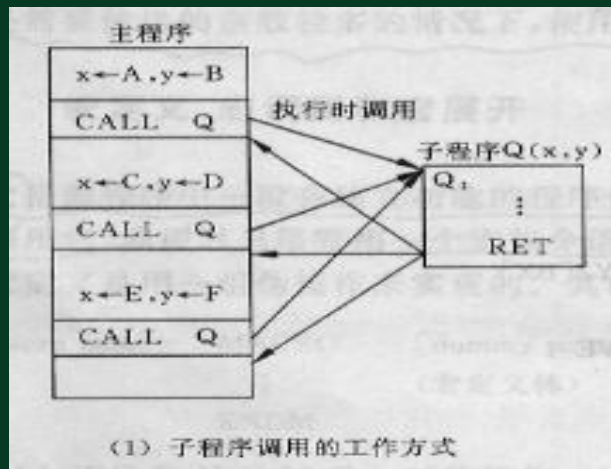 主程序
x←A,y←B
CALL Q
执行时调用
子程序Q(x,y)
x←C,y←D
CALL Q
Q:
⋮
RET
x←E,y←F
CALL Q
(1) 子程序调用的工作方式